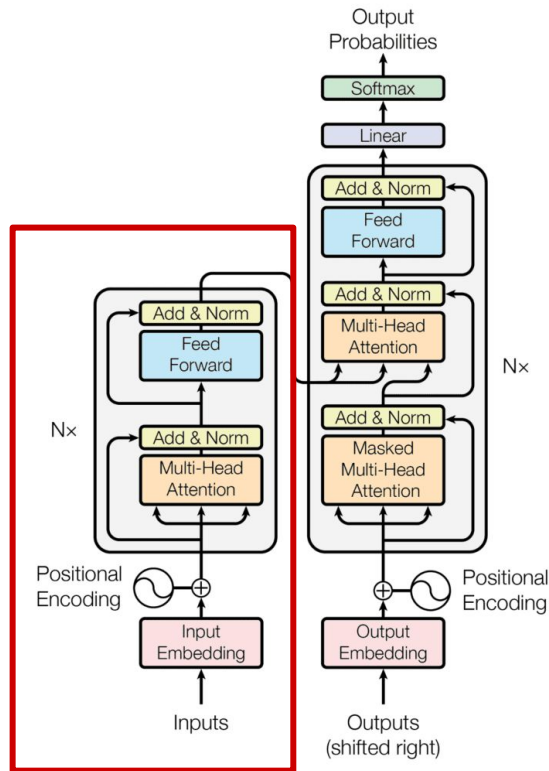 Output
Probabilities
Softmax
Linear
Add & Norm
Feed
Forward
Add & Norm
Multi-Head
Attention
Nx
Add & Norm
Masked
Multi-Head
Attention
Add & Norm
Feed
Forward
Nx
Add & Norm
Multi-Head
Attention
Positional
Encoding
Positional
Encoding
Input
Embedding
Output
Embedding
Inputs
Outputs
(shifted right)